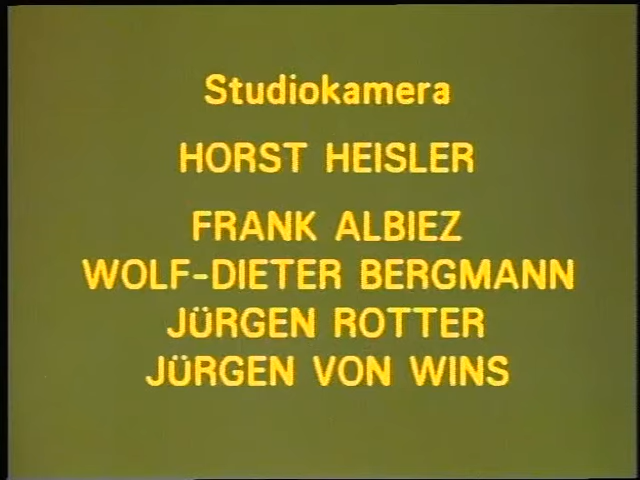 Studiokamera
HORST HEISLER
FRANK ALBIEZ
WOLF-DIETER BERGMANN
JÜRGEN ROTTER
JÜRGEN VON WINS